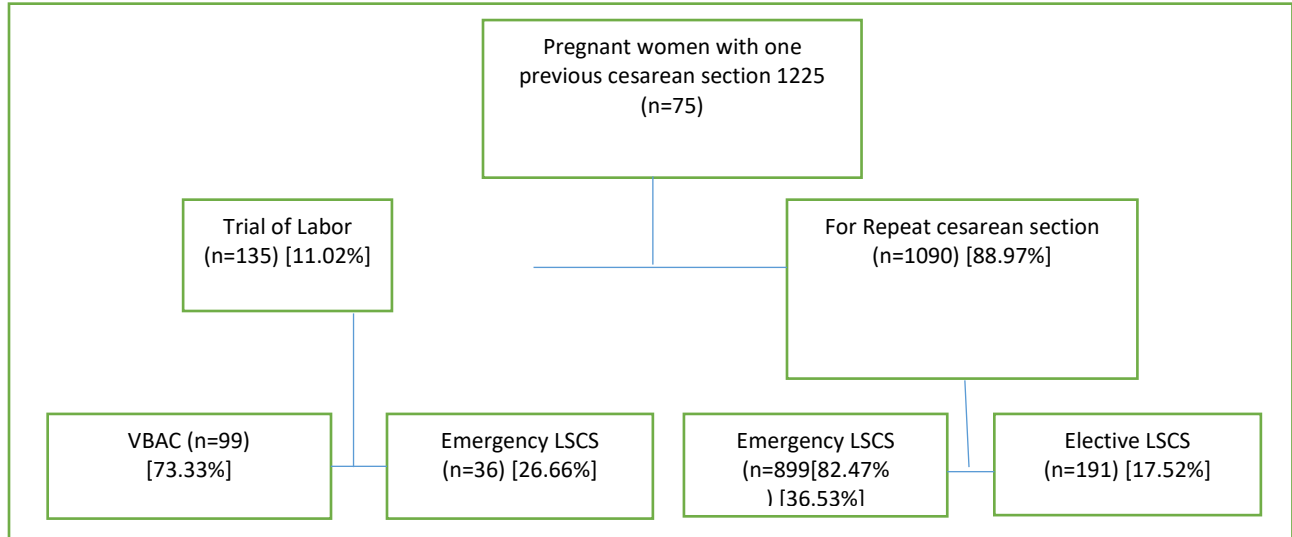 Pregnant women with one
previous cesarean section 1225
(n=75)
Trial of Labor
(n=135) [11.02%]
For Repeat cesarean section
(n=1090) [88.97%]
VBAC (n=99)
[73.33%]
Emergency LSCS
(n=36) [26.66%]
Emergency LSCS
(n=899[82.47%
) [36.53%]
Elective LSCS
(n=191) [17.52%]